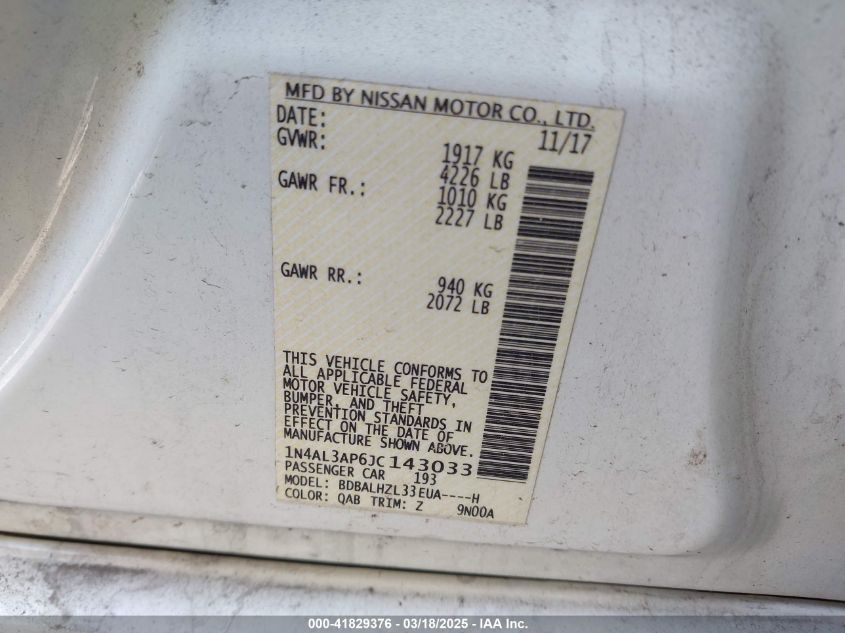 MFD BY NISSAN MOTOR CO., LTD.
DATE: 11/17
GVWR: 1917 KG
4226 LB
GAWR FR.: 1010 KG
2227 LB
GAWR RR.: 940 KG
2072 LB
THIS VEHICLE CONFORMS TO
ALL APPLICABLE FEDERAL
MOTOR VEHICLE SAFETY,
BUMPER, AND THEFT
PREVENTION STANDARDS IN
EFFECT ON THE DATE OF
MANUFACTURE SHOWN ABOVE.
1N4AL3AP6JC143033
PASSENGER CAR 193
MODEL: BDBALHZL33EUA----H
COLOR: QAB TRIM: Z 9N00A
000-41829376 - 03/18/2025 - IAA Inc.